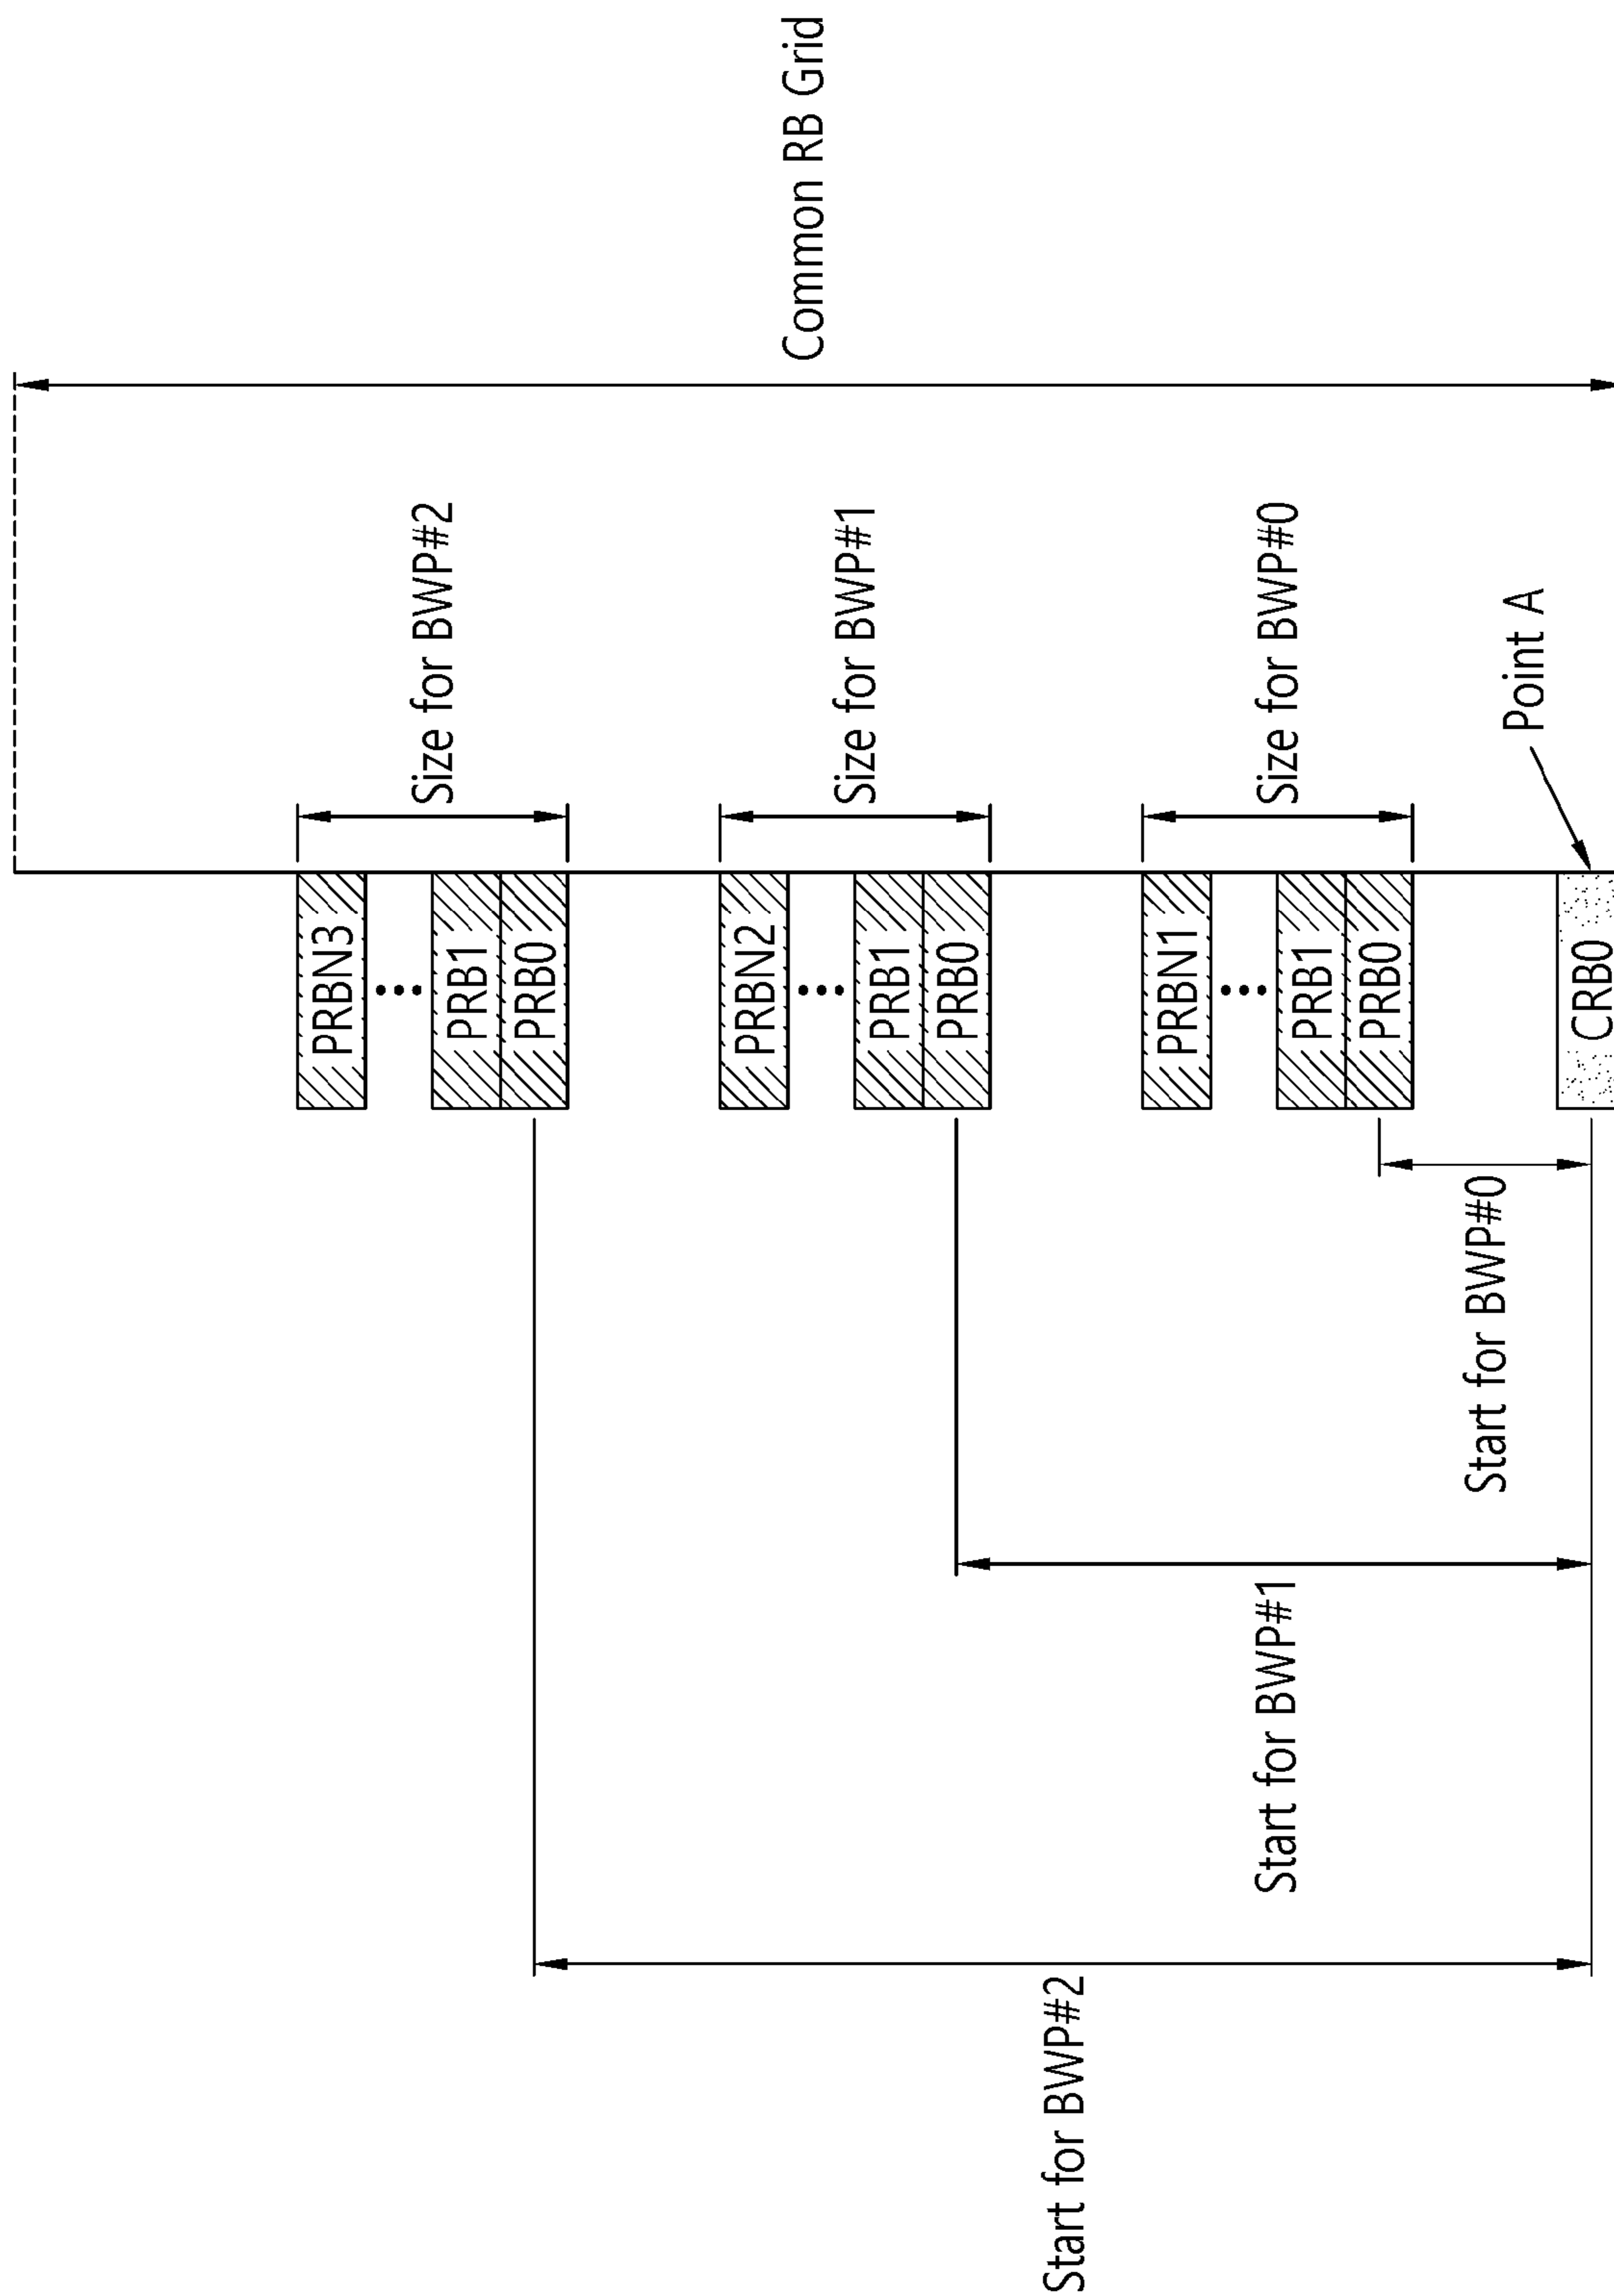 Common RB Grid
Size for BWP#2
Size for BWP#1
Size for BWP#0
Point A
PRBN3
•••
PRB1
PRB0
PRBN2
•••
PRB1
PRB0
PRBN1
•••
PRB1
PRB0
CRB0
Start for BWP#0
Start for BWP#1
Start for BWP#2